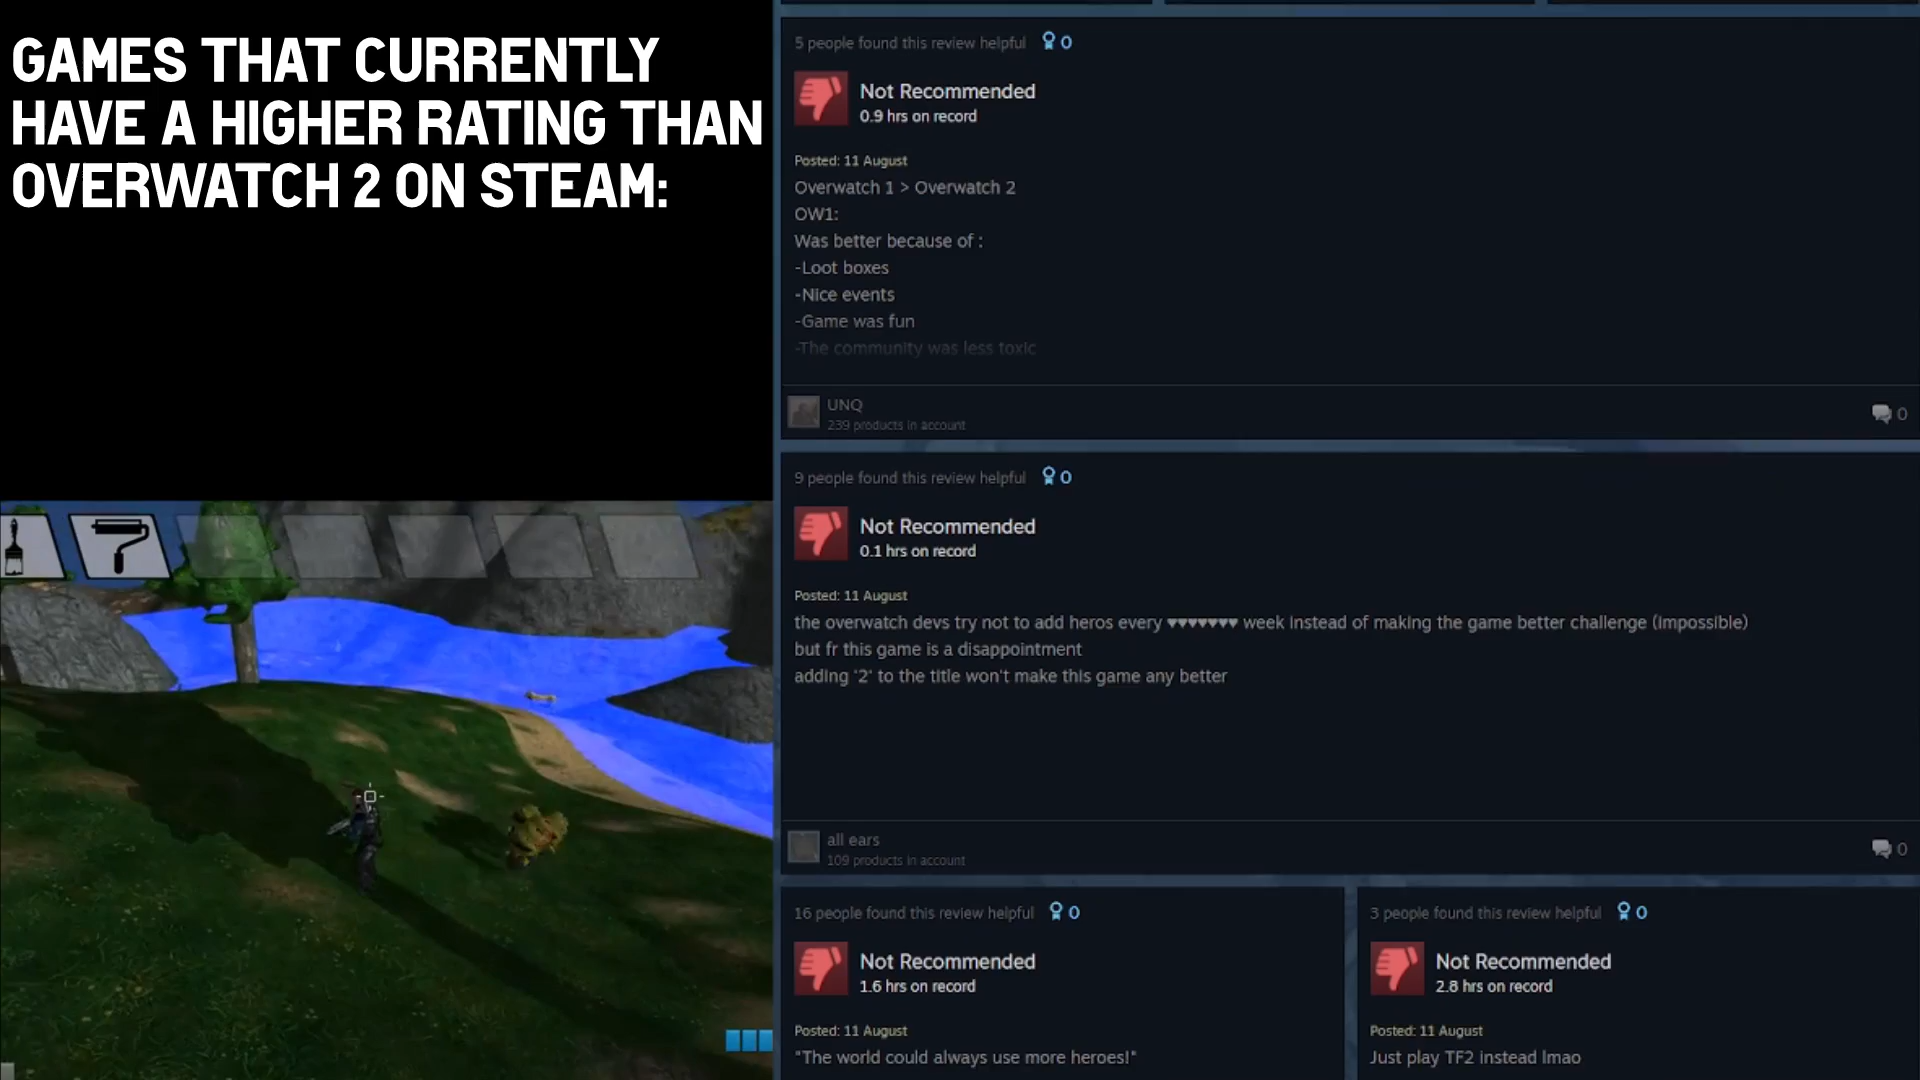 GAMES THAT CURRENTLY
HAVE A HIGHER RATING THAN
OVERWATCH 2 ON STEAM:
5 people found this review helpful 0
Not Recommended
0.9 hrs on record
Posted: 11 August
Overwatch 1 > Overwatch 2
OW1:
Was better because of :
-Loot boxes
-Nice events
-Game was fun
-The community was less toxic
UNQ
239 products in account
0
9 people found this review helpful 0
Not Recommended
0.1 hrs on record
Posted: 11 August
the overwatch devs try not to add heros every ♥♥♥♥♥♥♥ week instead of making the game better challenge (impossible)
but fr this game is a disappointment
adding '2' to the title won't make this game any better
all ears
109 products in account
0
16 people found this review helpful 0
Not Recommended
1.6 hrs on record
Posted: 11 August
"The world could always use more heroes!"
3 people found this review helpful 0
Not Recommended
2.8 hrs on record
Posted: 11 August
Just play TF2 instead lmao